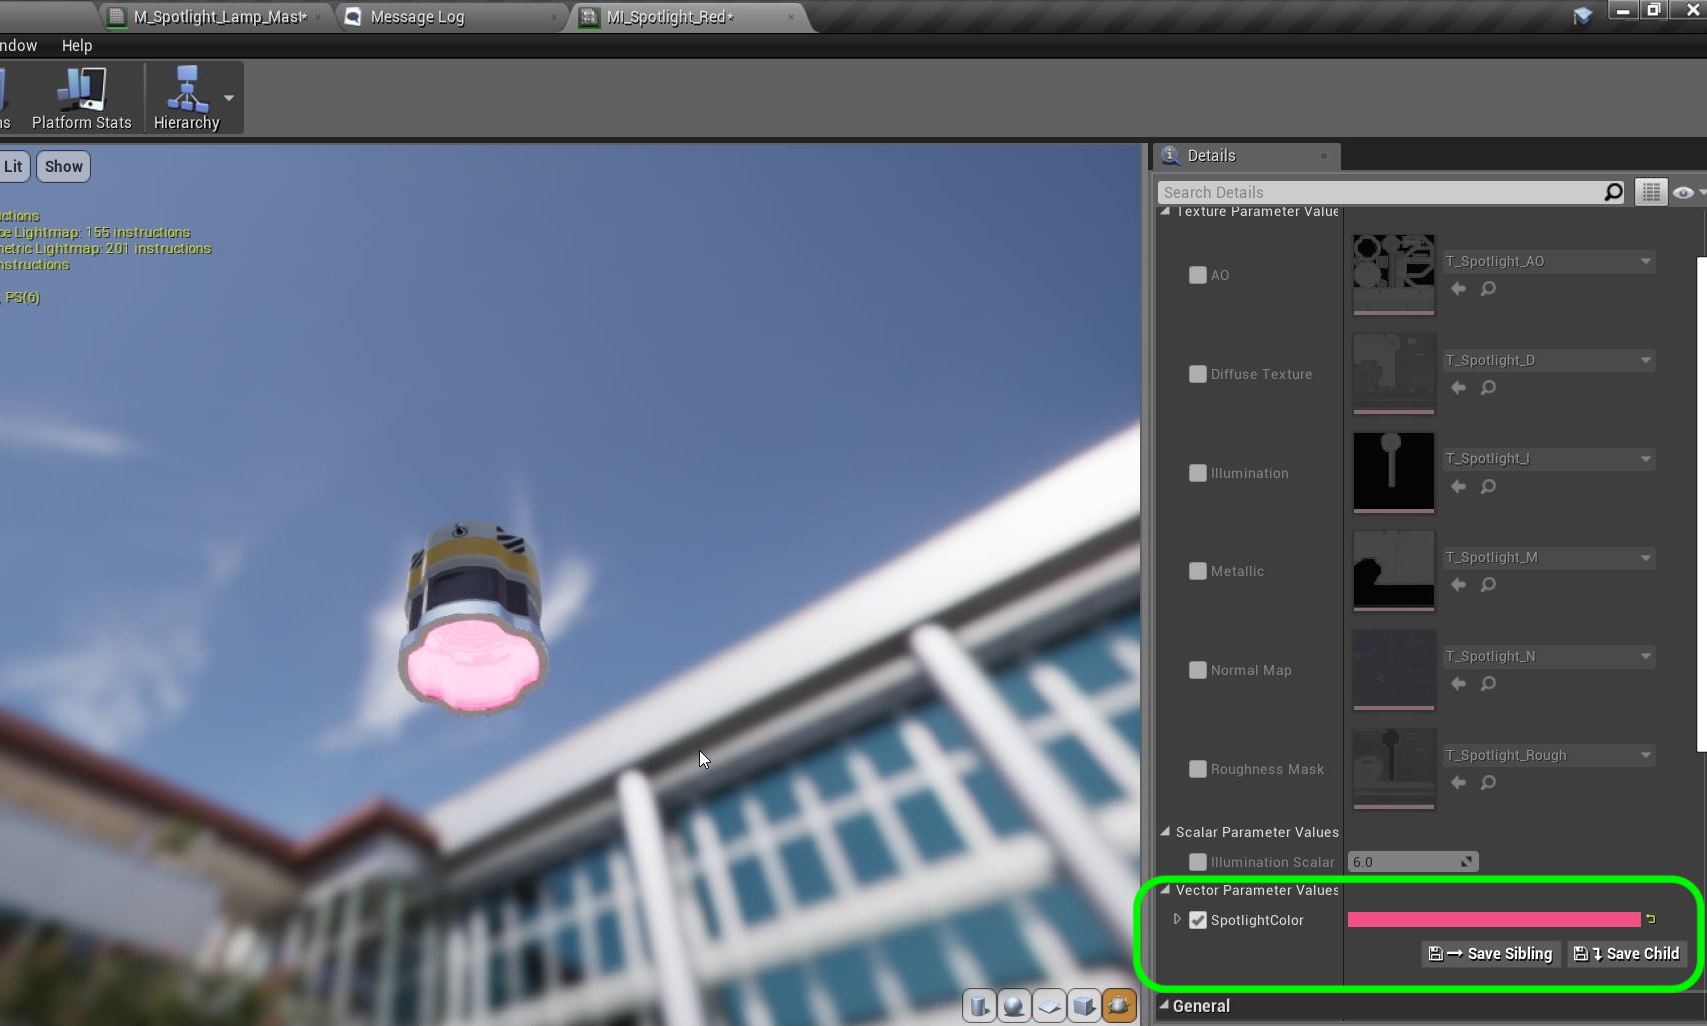 M_Spotlight_Lamp_Mast*
Message Log
MI_Spotlight_Red*
ndow
Help
ns
Platform Stats
Hierarchy
Lit
Show
Details
Search Details
ctions
ce Lightmap: 155 instructions
metric Lightmap: 201 instructions
nstructions
, PS(6)
Texture Parameter Value
AO
T_Spotlight_AO
Diffuse Texture
T_Spotlight_D
Illumination
T_Spotlight_I
Metallic
T_Spotlight_M
Normal Map
T_Spotlight_N
Roughness Mask
T_Spotlight_Rough
Scalar Parameter Values
Illumination Scalar
6.0
Vector Parameter Values
SpotlightColor
Save Sibling
Save Child
General